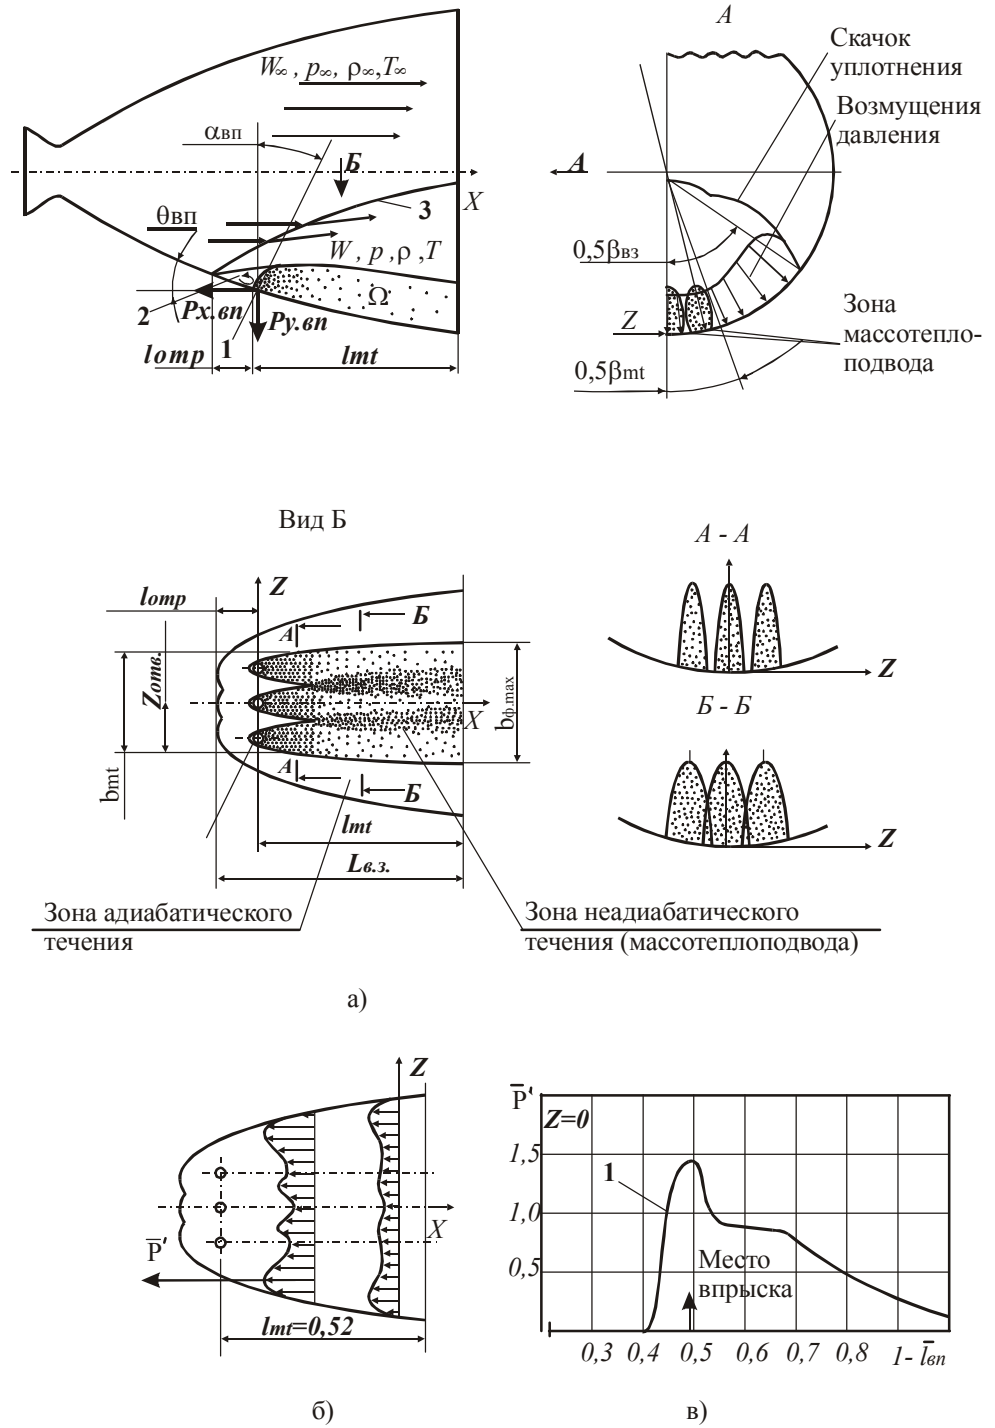 A
Скачок
уплотнения
W∞ , p∞, ρ∞,T∞
Возмущения
давления
αвп
Б
A
X
θвп
3
0,5βвз
W , p ,ρ ,T
Ω
2
Pх.вп
Pу.вп
1
Z
Зона
массотепло-
подвода
lотр
lmt
0,5βmt
Вид Б
A - A
Z
lотр
Б
A
Zотв.
Z
X
bф.max
Б - Б
bmt
A
Б
lmt
Z
Lв.з.
Зона адиабатического
течения
Зона неадиабатического
течения (массотеплоподвода)
а)
Z
P̅'
Z=0
1,5
1
1,0
X
P̅'
Место
впрыска
0,5
lmt=0,52
0,3 0,4 0,5 0,6 0,7 0,8 1- l̅вп
б)
в)